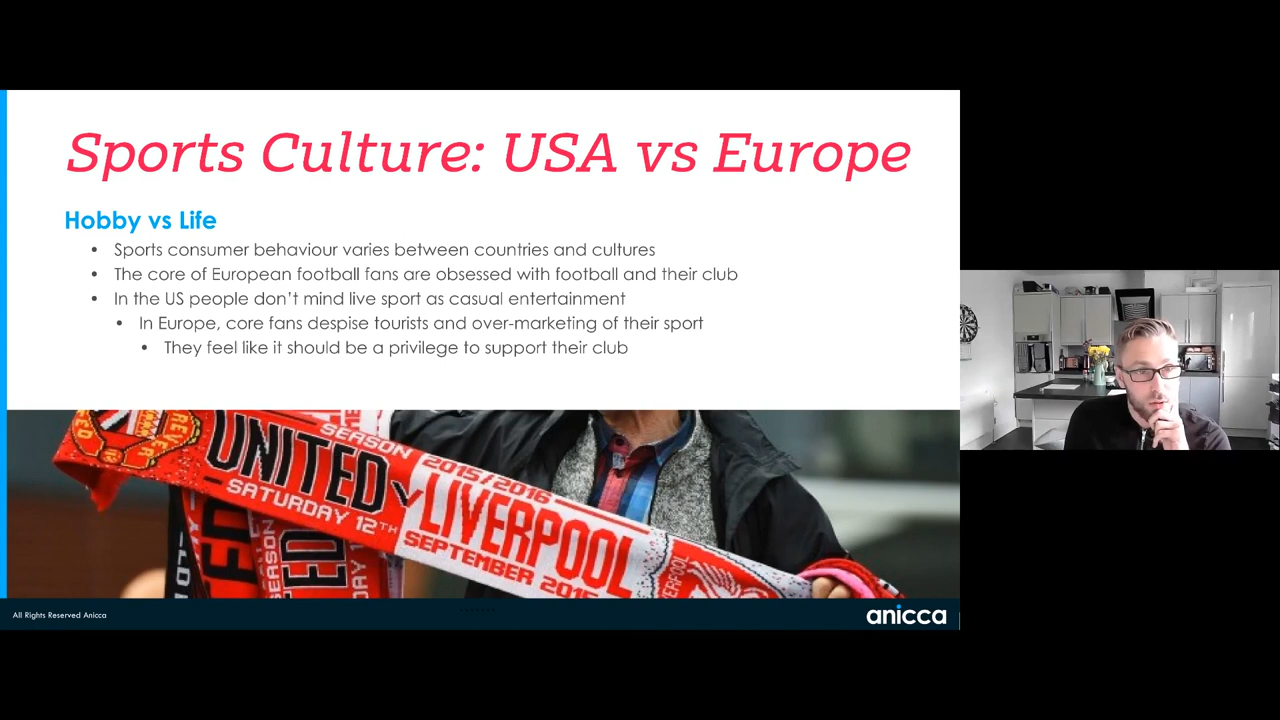 Sports Culture: USA vs Europe
Hobby vs Life
• Sports consumer behaviour varies between countries and cultures
• The core of European football fans are obsessed with football and their club
• In the US people don't mind live sport as casual entertainment
• In Europe, core fans despise tourists and over-marketing of their sport
• They feel like it should be a privilege to support their club
UNITED v LIVERPOOL
SEASON 2015/2016
SATURDAY 12TH SEPTEMBER 2015
SEASON
All Rights Reserved Anicca
anicca